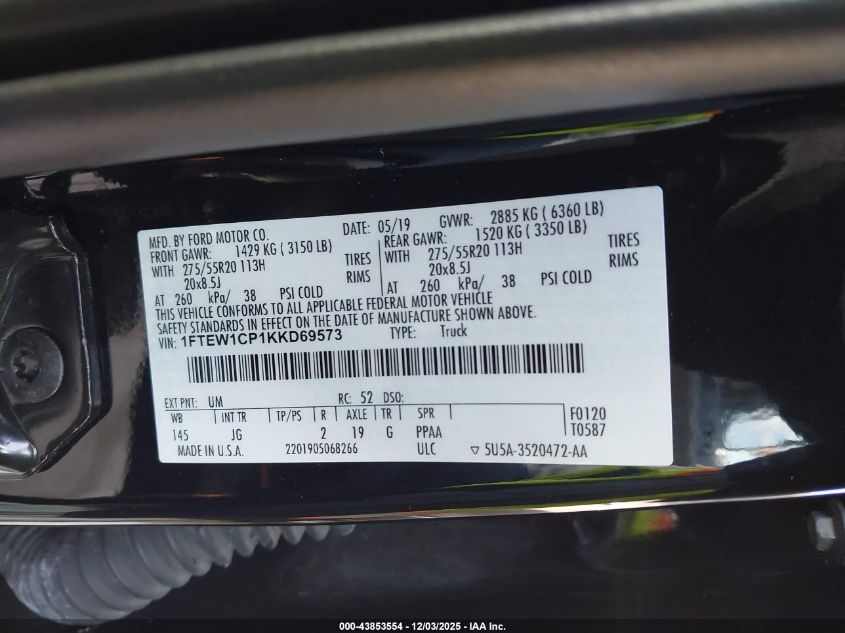 MFD. BY FORD MOTOR CO. DATE: 05/19 GVWR: 2885 KG ( 6360 LB)
FRONT GAWR: 1429 KG ( 3150 LB) REAR GAWR: 1520 KG ( 3350 LB)
WITH 275/55R20 113H TIRES WITH 275/55R20 113H TIRES
20x8.5J RIMS 20x8.5J RIMS
AT 260 kPa/ 38 PSI COLD AT 260 kPa/ 38 PSI COLD
THIS VEHICLE CONFORMS TO ALL APPLICABLE FEDERAL MOTOR VEHICLE
SAFETY STANDARDS IN EFFECT ON THE DATE OF MANUFACTURE SHOWN ABOVE.
VIN: 1FTEW1CP1KKD69573 TYPE: Truck
EXT PNT: UM RC: 52 DSO: F0120
WB INT TR TP/PS R AXLE TR SPR T0587
145 JG 2 19 G PPAA
MADE IN U.S.A. 2201905068266 ULC ▽ 5U5A-3520472-AA
000-43853554 - 12/03/2025 - IAA Inc.